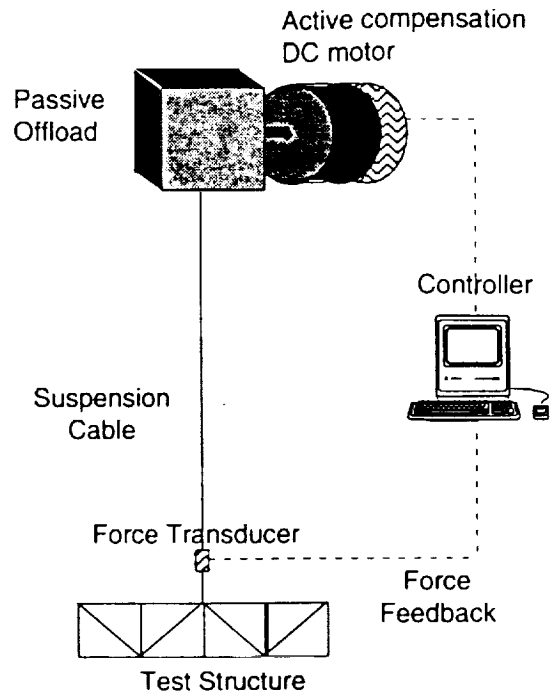 Active compensation
DC motor
Passive
Offload
Controller
Suspension
Cable
Force Transducer
Force
Feedback
Test Structure